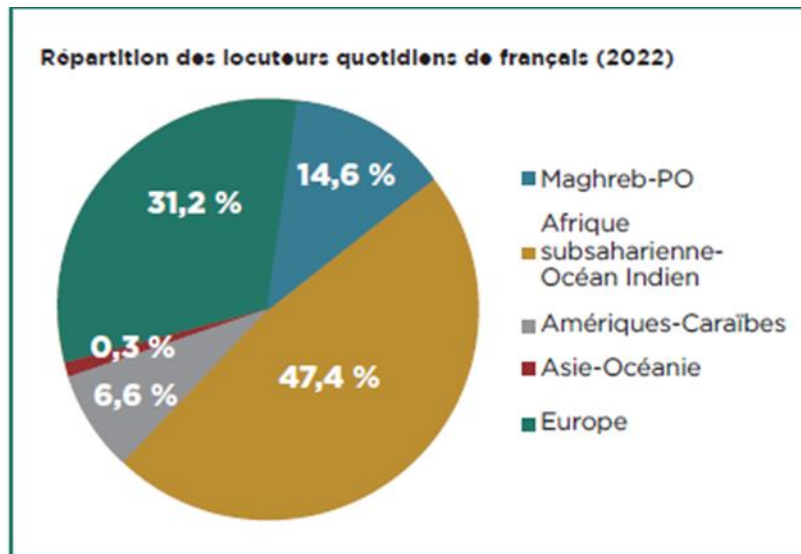 Répartition des locuteurs quotidiens de français (2022)
31,2 %
14,6 %
0,3 %
6,6 %
47,4 %
Maghreb-PO
Afrique
subsaharienne-
Océan Indien
Amériques-Caraïbes
Asie-Océanie
Europe